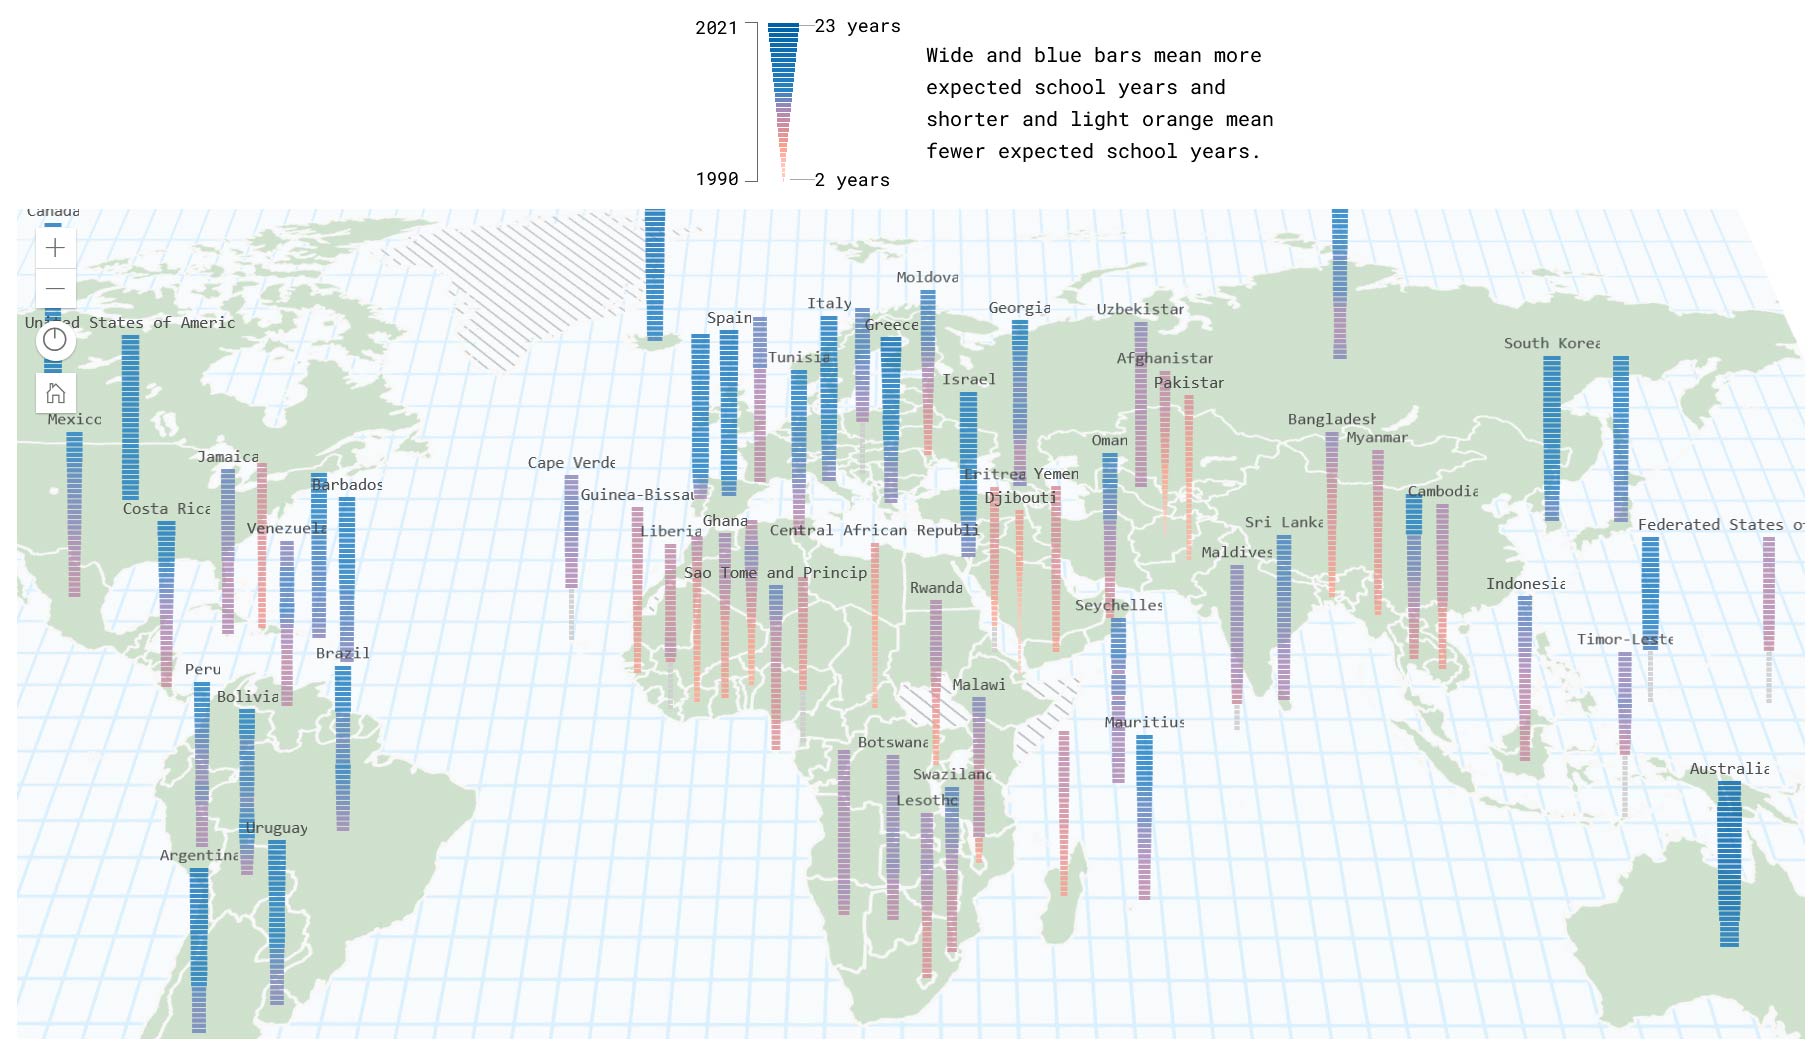 2021
23 years
Wide and blue bars mean more
expected school years and
shorter and light orange mean
fewer expected school years.
1990
2 years
Canada
Moldova
Italy
Georgia
Uzbekistan
Spain
United States of Americ
Greece
South Korea
Tunisia
Afghanistan
Israel
Pakistan
Mexico
Bangladesh
Myanmar
Oman
Jamaica
Cape Verde
Eritrea
Yemen
Barbados
Guinea-Bissau
Djibouti
Cambodia
Costa Rica
Ghana
Sri Lanka
Federated States o
Venezuela
Liberia
Central African Republi
Maldives
Sao Tome and Princip
Rwanda
Indonesia
Seychelles
Timor-Leste
Brazil
Peru
Malawi
Bolivia
Mauritius
Botswana
Australia
Swaziland
Lesotho
Uruguay
Argentina